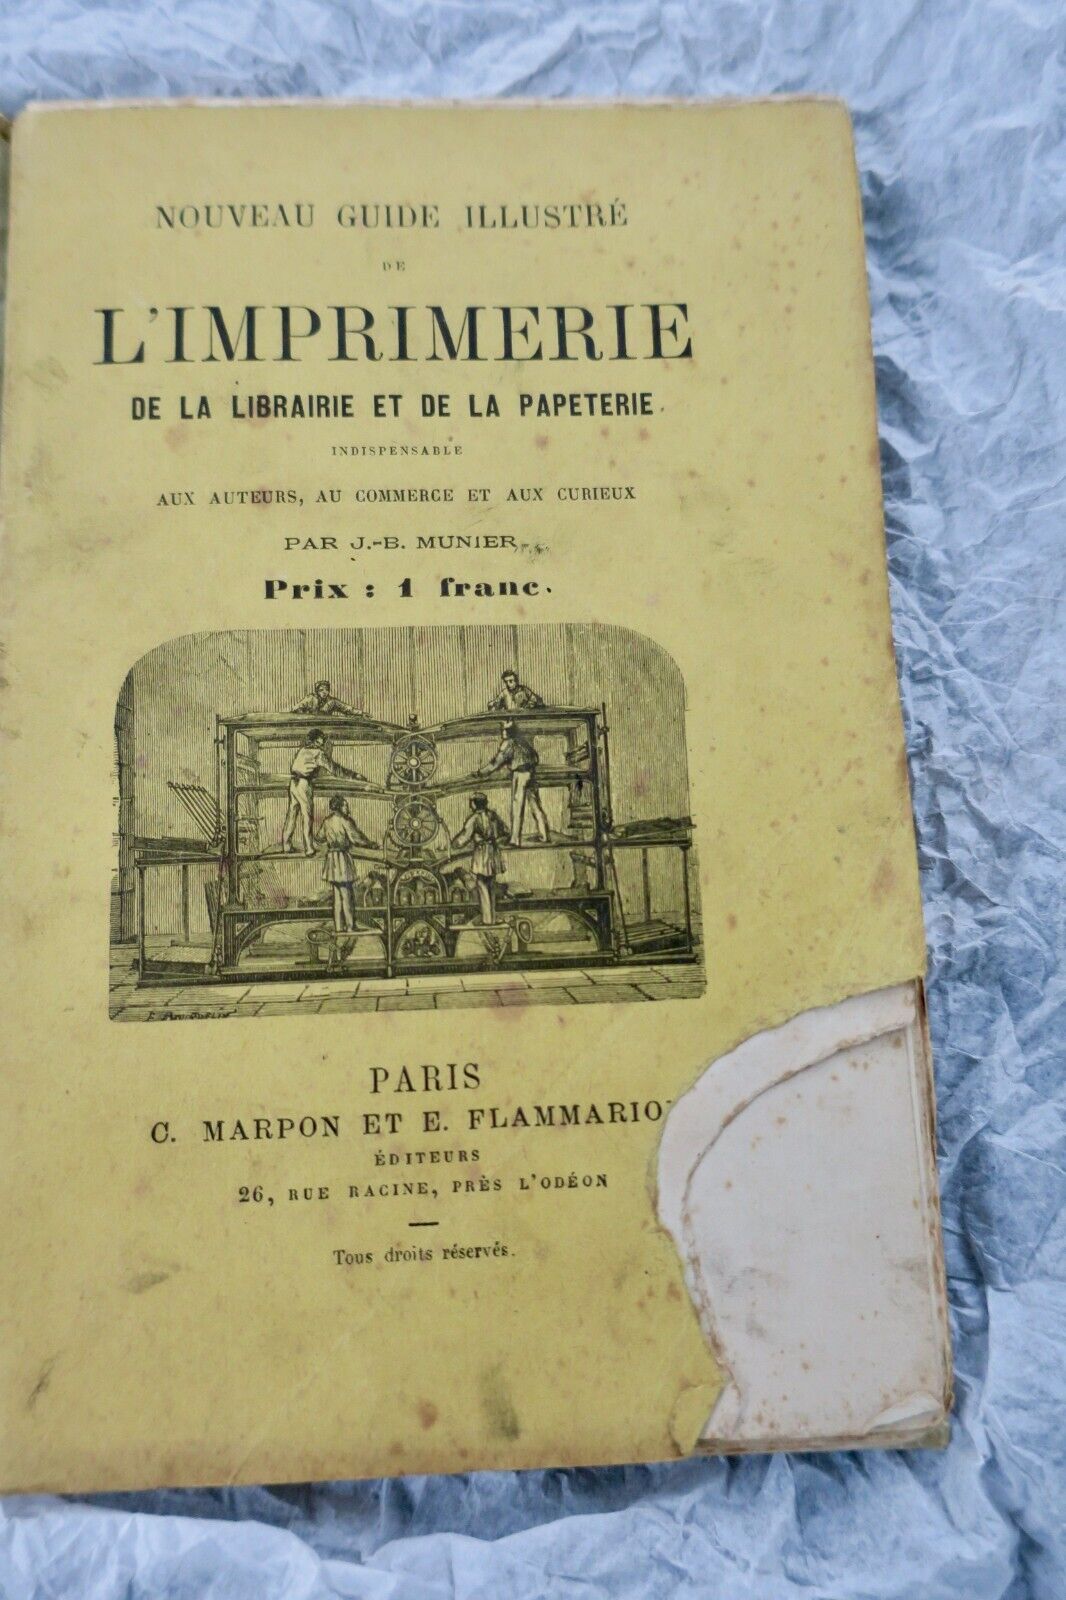 NOUVEAU GUIDE ILLUSTRÉ
DE
L'IMPRIMERIE
DE LA LIBRAIRIE ET DE LA PAPETERIE
INDISPENSABLE
AUX AUTEURS, AU COMMERCE ET AUX CURIEUX
PAR J.-B. MUNIER
Prix : 1 franc.
PARIS
C. MARPON ET E. FLAMMARIO
ÉDITEURS
26, RUE RACINE, PRÈS L'ODÉON
Tous droits réservés.